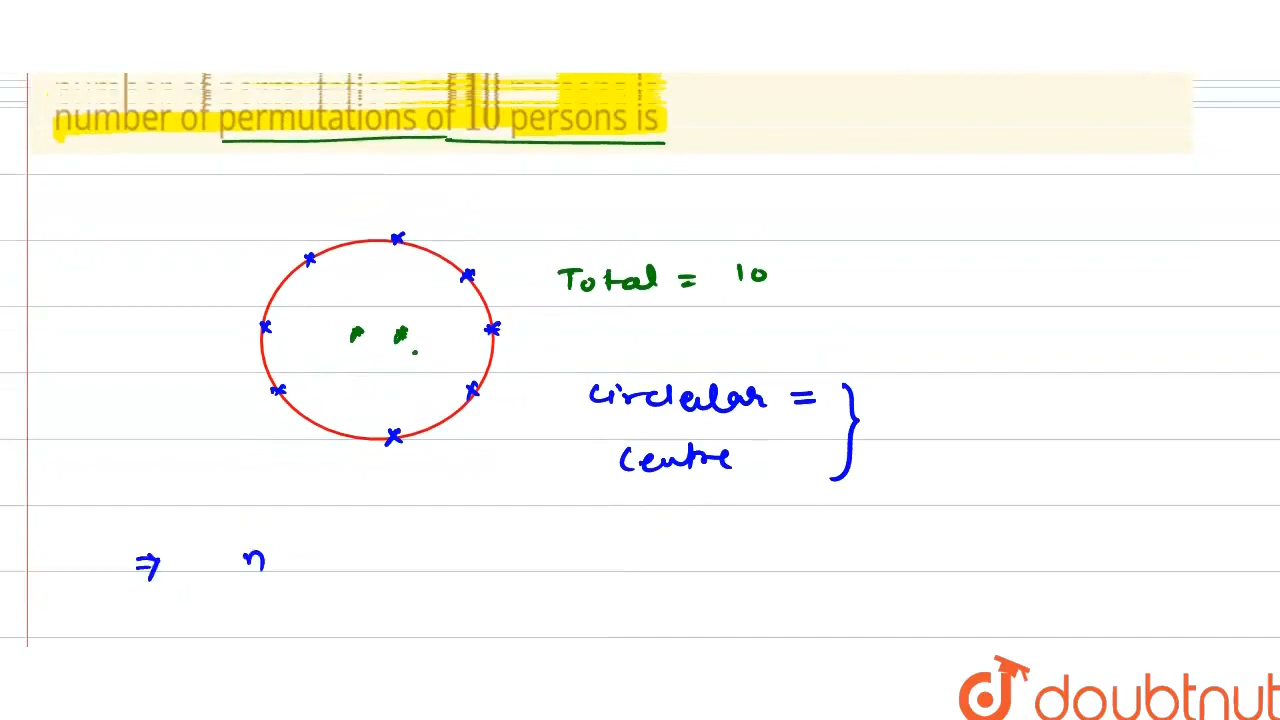 number of permutations of 10 persons is
Total = 10
circular =
centre
⇒ n
doubtnut